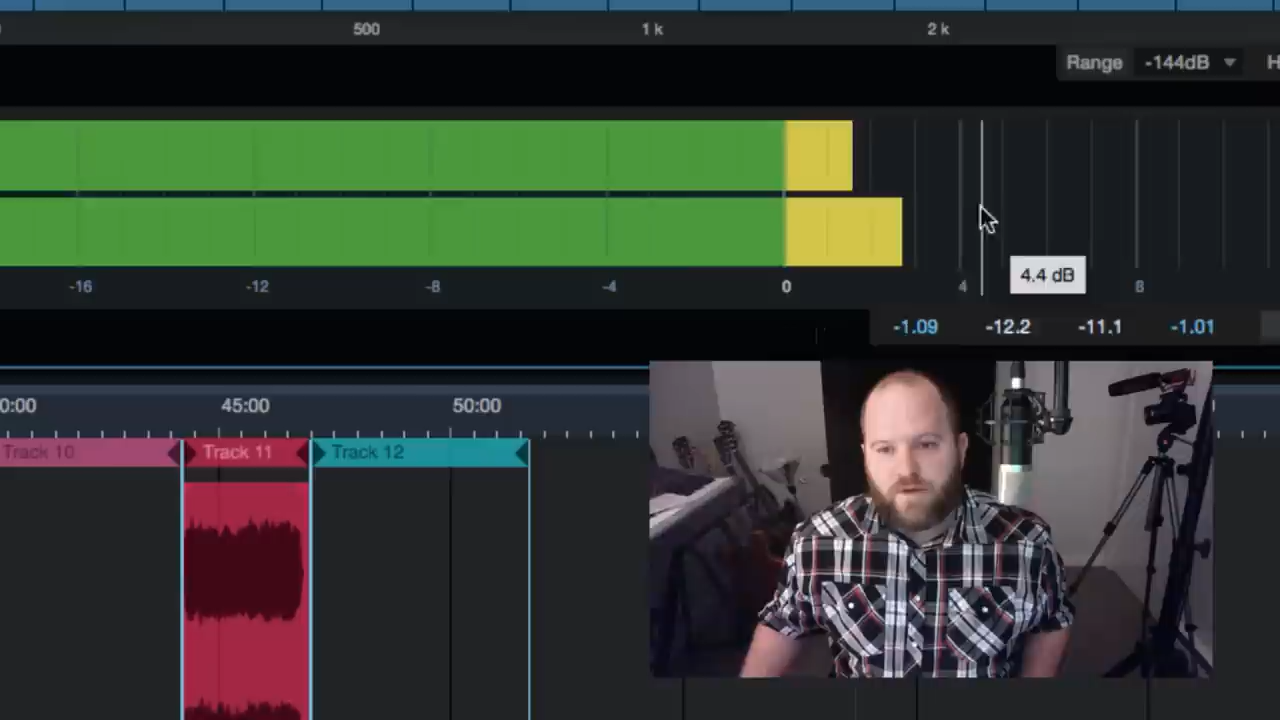 500 1 k 2 k
Range -144dB
-16 -12 -8 -4 0 4 8
4.4 dB
-1.09 -12.2 -11.1 -1.01
0:00 45:00 50:00
Track 10 Track 11 Track 12